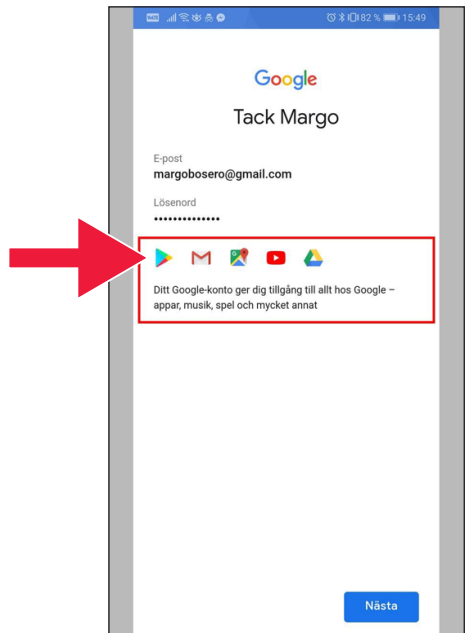 82 % 15:49
Google
Tack Margo
E-post
margobosero@gmail.com
Lösenord
••••••••••••••
Ditt Google-konto ger dig tillgång till allt hos Google –
appar, musik, spel och mycket annat
Nästa